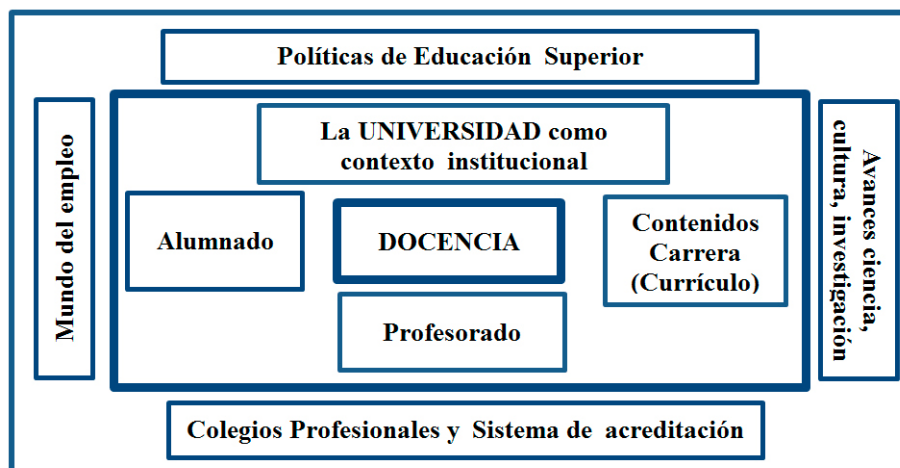 Políticas de Educación Superior
Mundo del empleo
La UNIVERSIDAD como
contexto institucional
Alumnado
DOCENCIA
Contenidos
Carrera
(Currículo)
Profesorado
Avances ciencia,
cultura, investigación
Colegios Profesionales y Sistema de acreditación